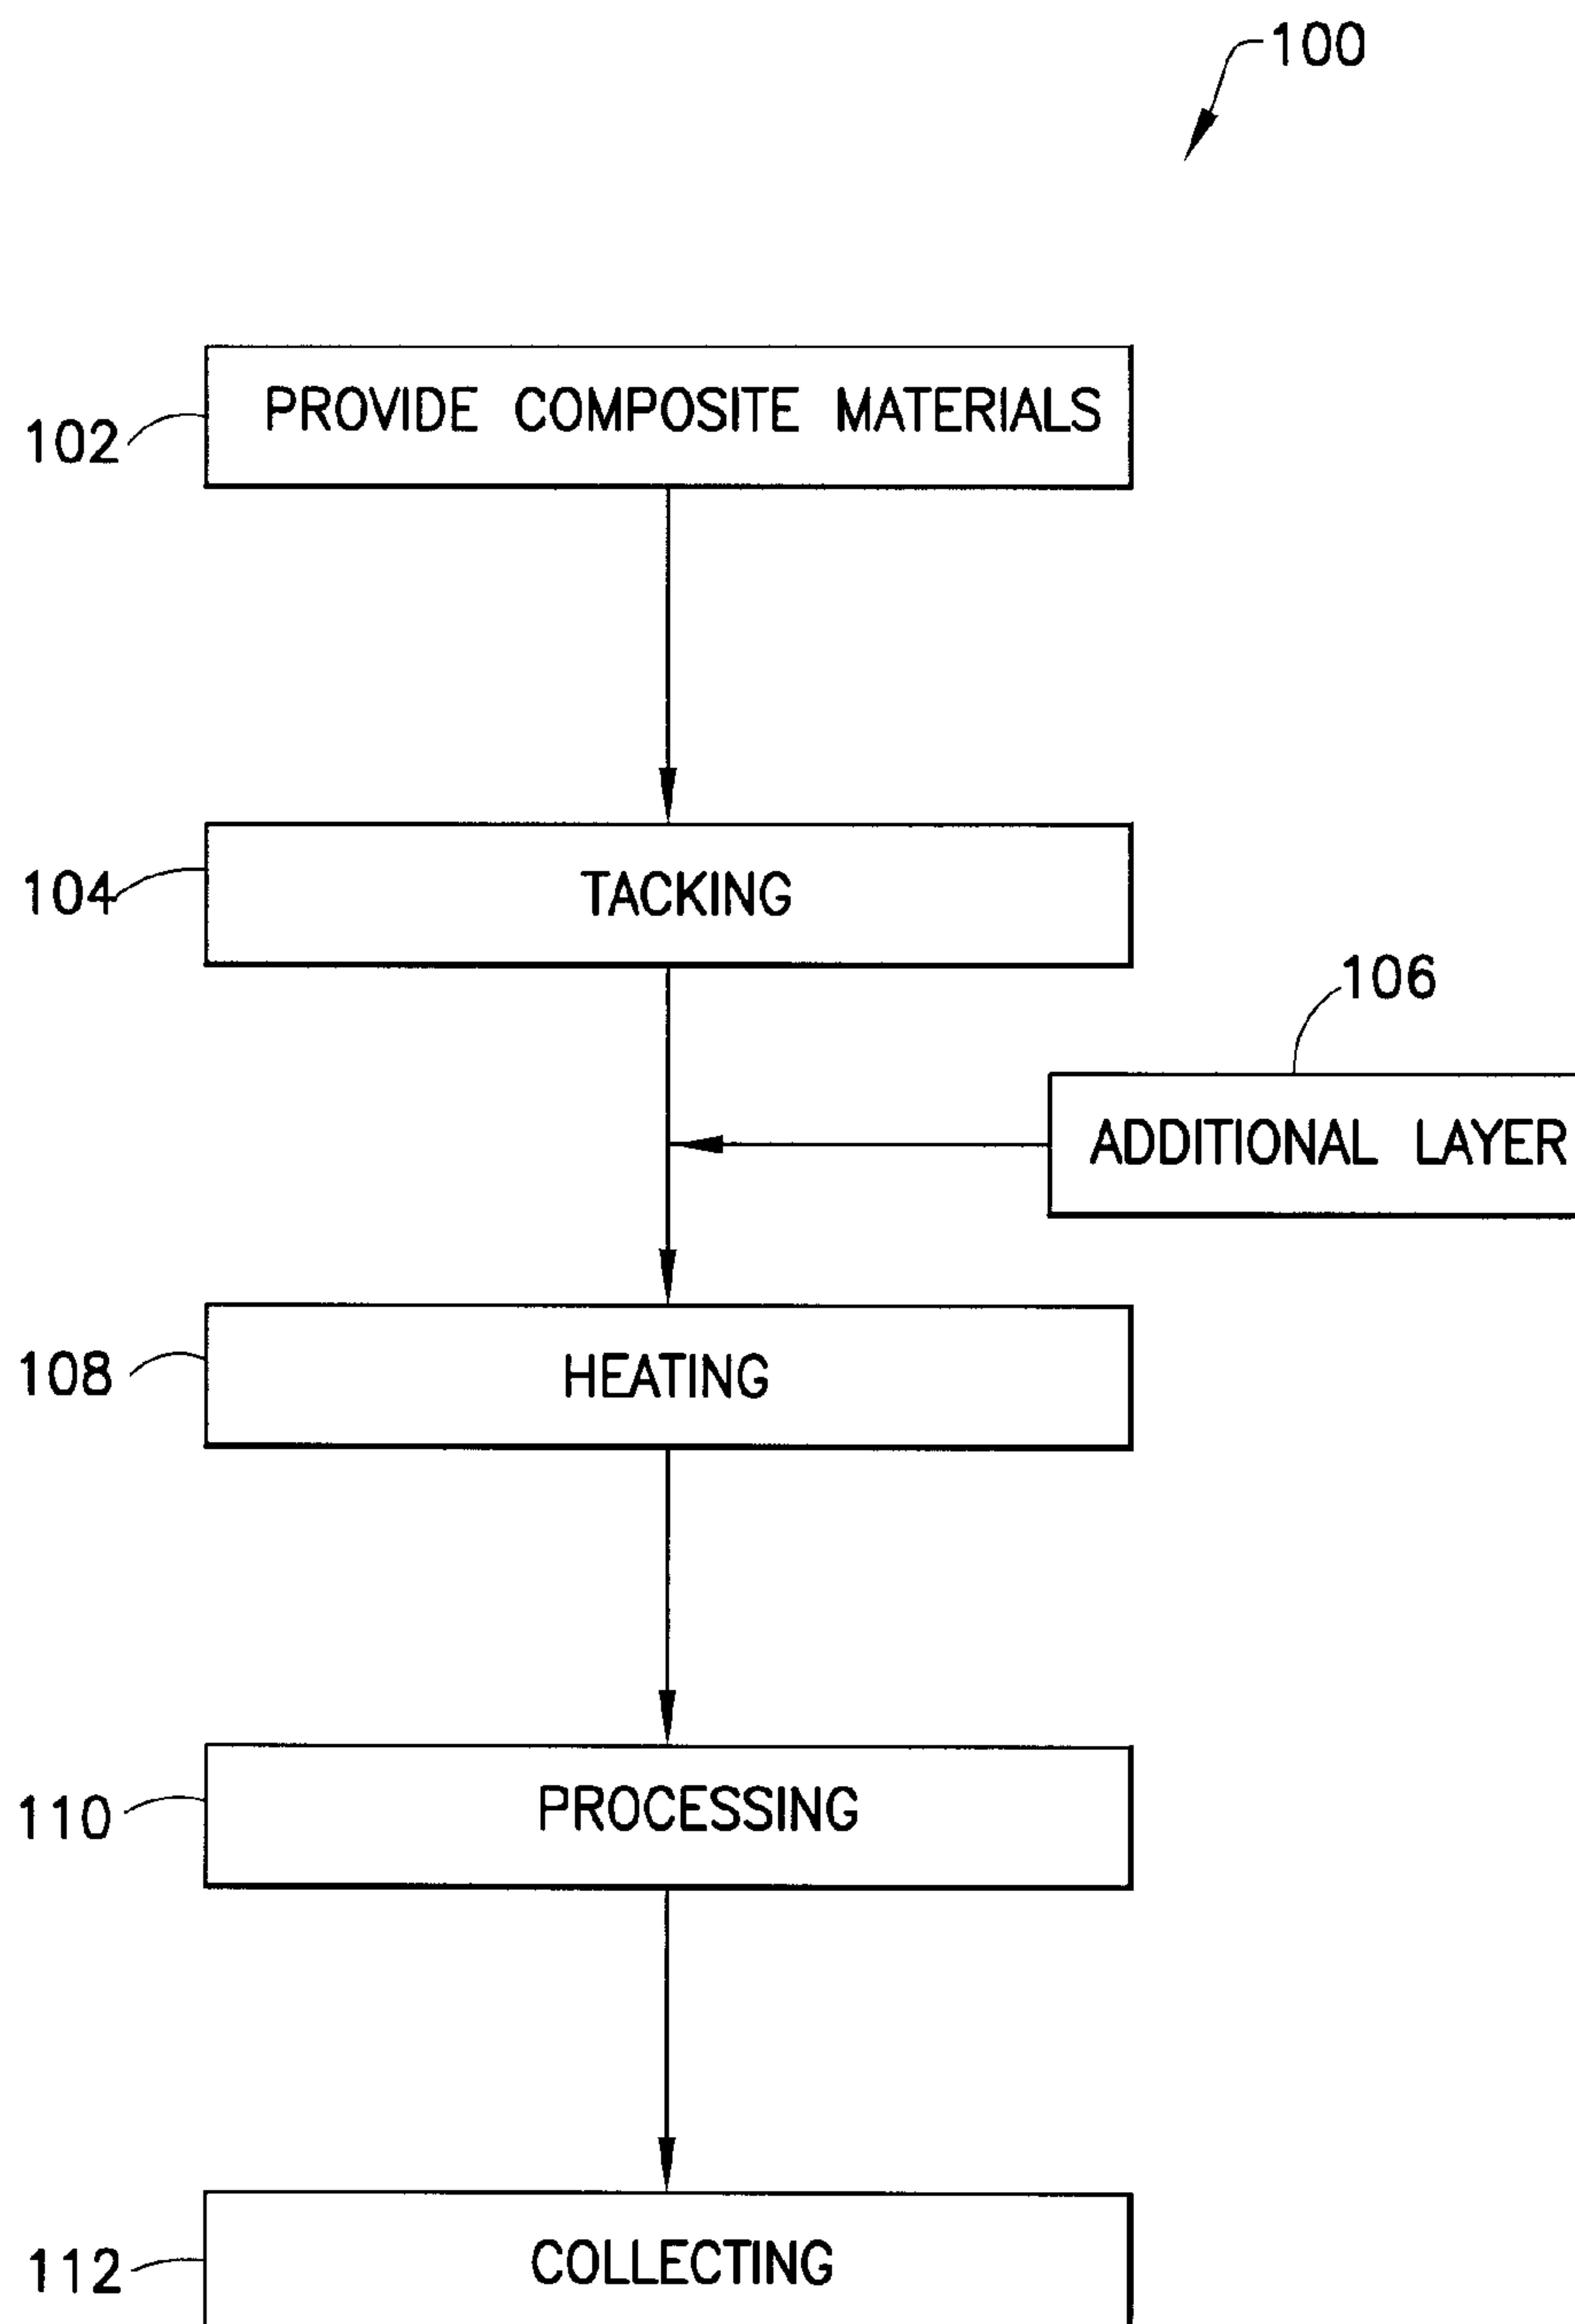 100
102
PROVIDE COMPOSITE MATERIALS
104
TACKING
106
ADDITIONAL LAYER
108
HEATING
110
PROCESSING
112
COLLECTING